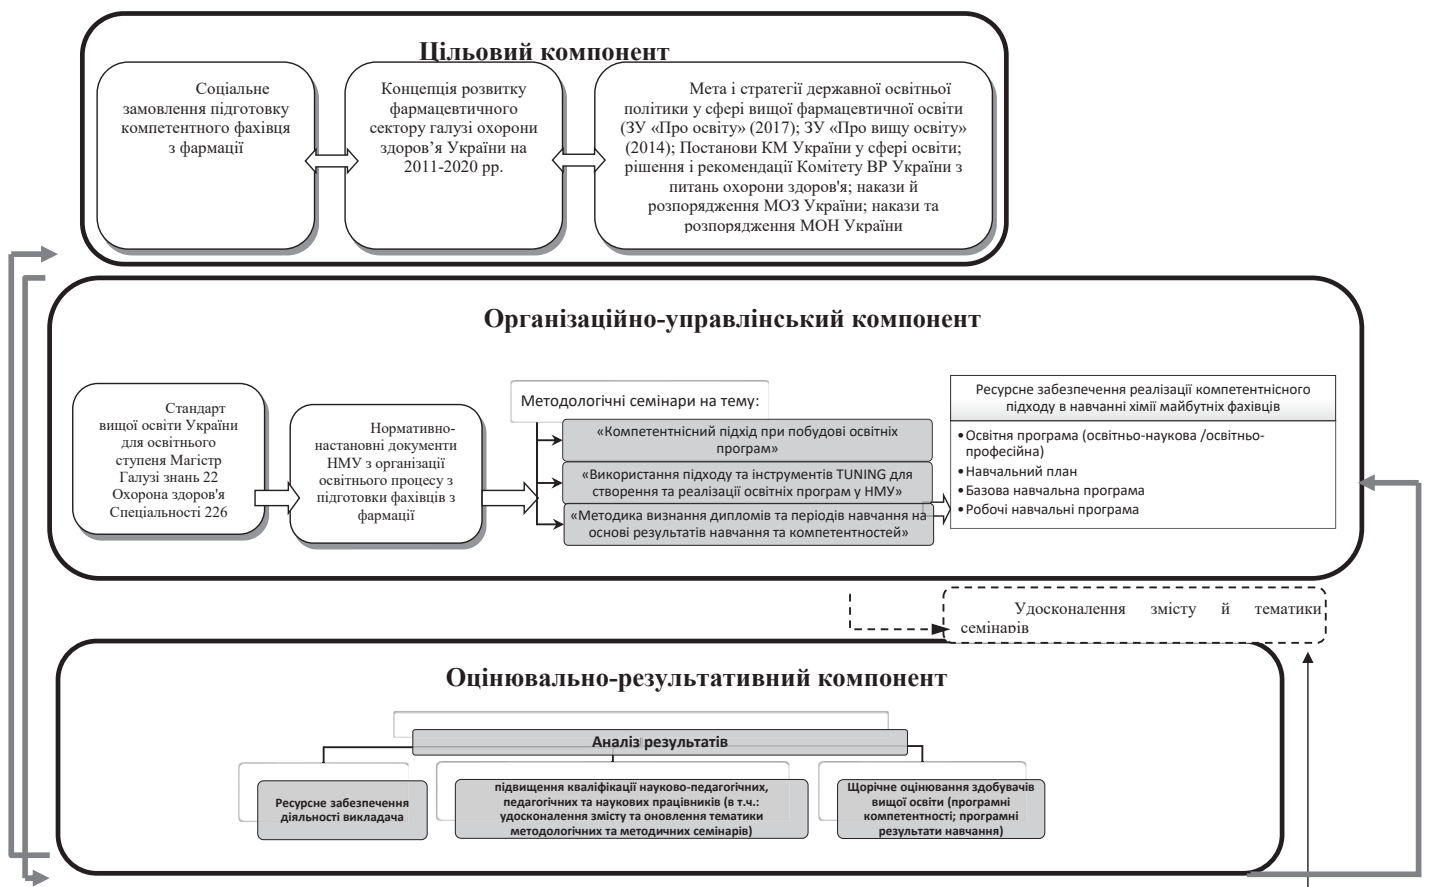 Цільовий компонент
Соціальне
замовлення підготовку
компетентного фахівця
з фармації
Концепція розвитку
фармацевтичного
сектору галузі охорони
здоров’я України на
2011-2020 рр.
Мета і стратегії державної освітньої
політики у сфері вищої фармацевтичної освіти
(ЗУ «Про освіту» (2017); ЗУ «Про вищу освіту»
(2014); Постанови КМ України у сфері освіти;
рішення і рекомендації Комітету ВР України з
питань охорони здоров'я; накази й
розпорядження МОЗ України; накази та
розпорядження МОН України
Організаційно-управлінський компонент
Стандарт
вищої освіти України
для освітнього
ступеня Магістр
Галузі знань 22
Охорона здоров'я
Спеціальності 226
Нормативно-
настановні документи
НМУ з організації
освітнього процесу з
підготовки фахівців з
фармації
Методологічні семінари на тему:
«Компетентнісний підхід при побудові освітніх
програм»
«Використання підходу та інструментів TUNING для
створення та реалізації освітніх програм у НМУ»
«Методика визнання дипломів та періодів навчання на
основі результатів навчання та компетентностей»
Ресурсне забезпечення реалізації компетентнісного
підходу в навчанні хімії майбутніх фахівців
•Освітня програма (освітньо-наукова /освітньо-
професійна)
•Навчальний план
•Базова навчальна програма
•Робочі навчальні програма
Удосконалення змісту й тематики
семінарів
Оцінювально-результативний компонент
Аналіз результатів
Ресурсне забезпечення
діяльності викладача
підвищення кваліфікації науково-педагогічних,
педагогічних та наукових працівників (в т.ч.:
удосконалення змісту та оновлення тематики
методологічних та методичних семінарів)
Щорічне оцінювання здобувачів
вищої освіти (програмні
компетентності; програмні
результати навчання)